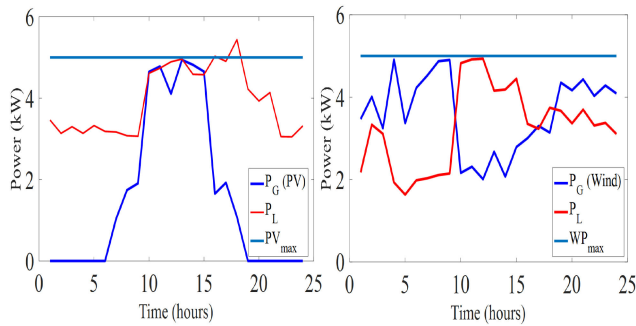 6
4
2
0
Power (kW)
P_G (PV)
P_L
PV_max
0 5 10 15 20 25
Time (hours)
6
4
2
0
Power (kW)
P_G (Wind)
P_L
WP_max
0 5 10 15 20 25
Time (hours)